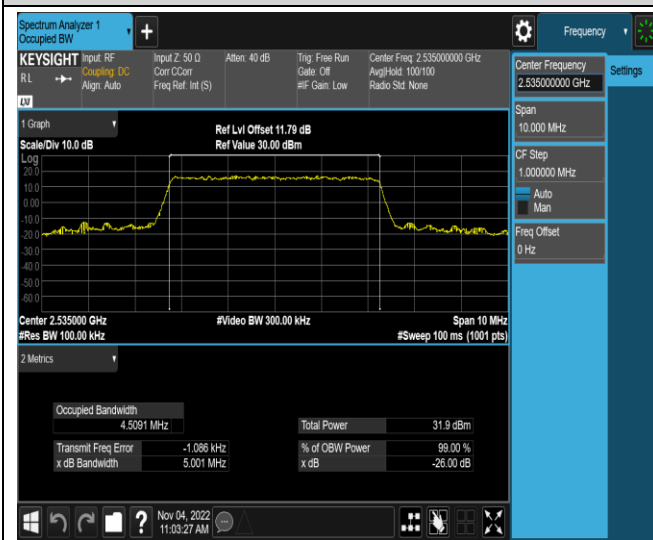 Spectrum Analyzer 1
Occupied BW
+
Frequency
KEYSIGHT
RL
LXI
Input: RF
Coupling: DC
Align: Auto
Input Z: 50 Ω
Corr CCorr
Freq Ref: Int (S)
Atten: 40 dB
Trig: Free Run
Gate: Off
#IF Gain: Low
Center Freq: 2.535000000 GHz
Avg|Hold: 100/100
Radio Std: None
Center Frequency
2.535000000 GHz
Settings
Span
10.000 MHz
CF Step
1.000000 MHz
Auto
Man
Freq Offset
0 Hz
1 Graph
Scale/Div 10.0 dB
Ref Lvl Offset 11.79 dB
Ref Value 30.00 dBm
Log
20.0
10.0
0.00
-10.0
-20.0
-30.0
-40.0
-50.0
-60.0
Center 2.535000 GHz
#Video BW 300.00 kHz
Span 10 MHz
#Res BW 100.00 kHz
#Sweep 100 ms (1001 pts)
2 Metrics
Occupied Bandwidth
4.5091 MHz
Total Power 31.9 dBm
Transmit Freq Error -1.086 kHz
% of OBW Power 99.00 %
x dB Bandwidth 5.001 MHz
x dB -26.00 dB
?
Nov 04, 2022
11:03:27 AM